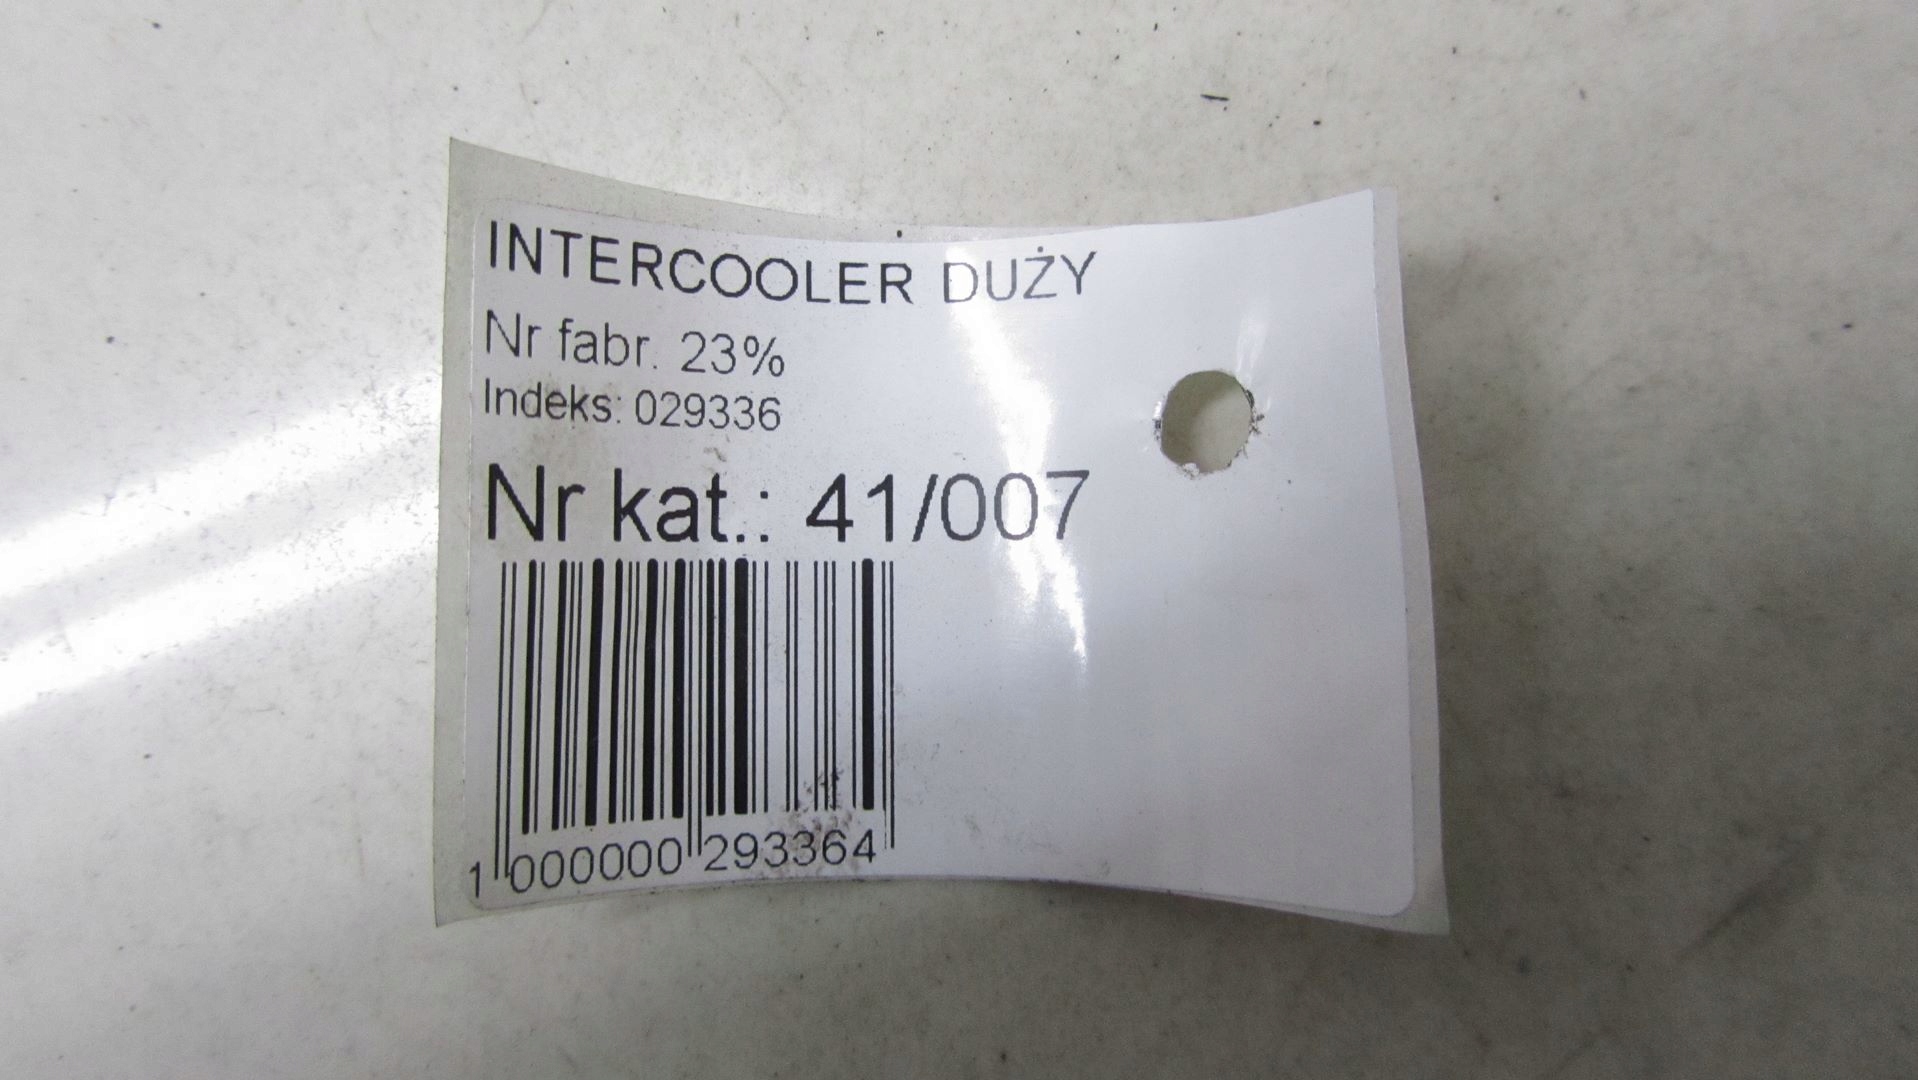 INTERCOOLER DUŻY
Nr fabr. 23%
Indeks: 029336
Nr kat.: 41/007
1 000000 293364